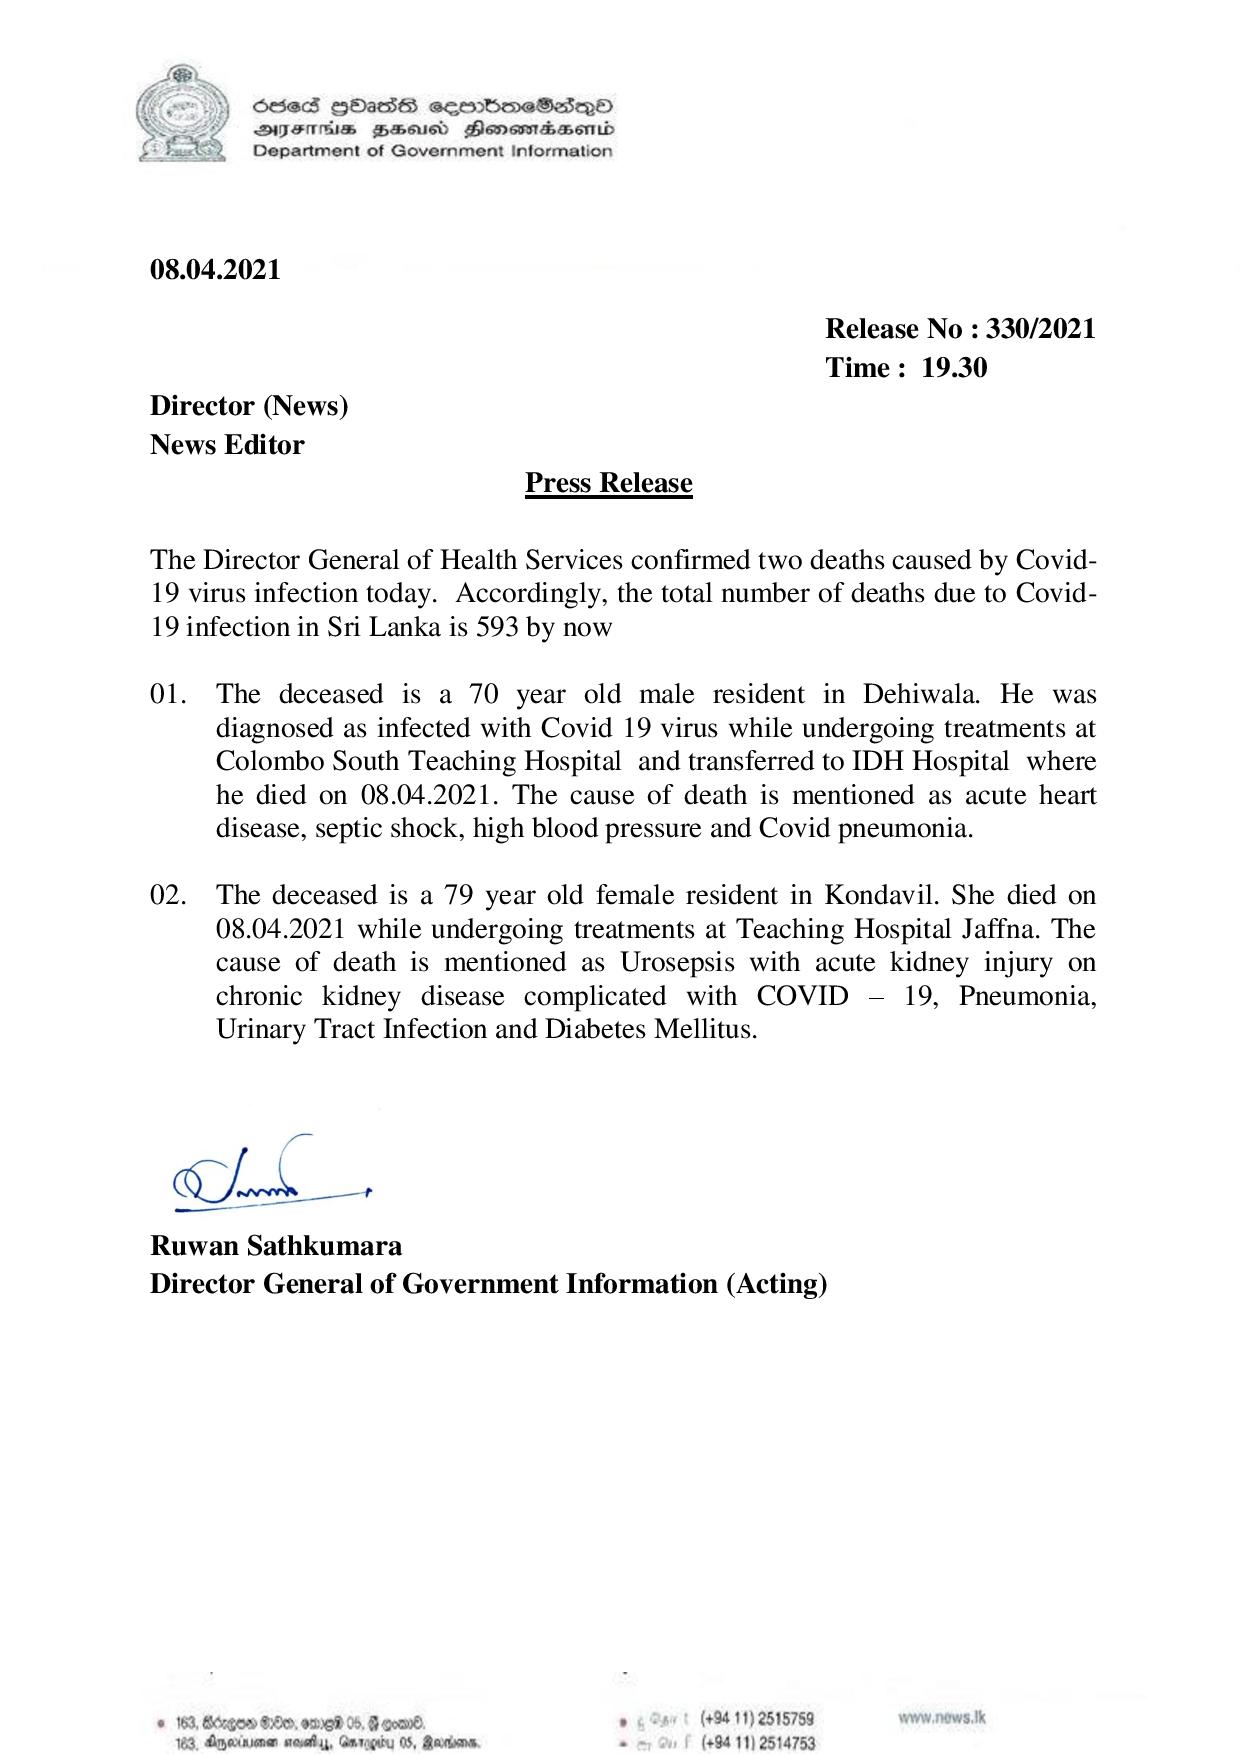 රජයේ ප්‍රවෘත්ති දෙපාර්තමේන්තුව
அரசாங்க தகவல் திணைக்களம்
Department of Government Information
08.04.2021
Release No : 330/2021
Time :  19.30
Director (News)
News Editor
Press Release
The Director General of Health Services confirmed two deaths caused by Covid-
19 virus infection today.  Accordingly, the total number of deaths due to Covid-
19 infection in Sri Lanka is 593 by now
01. The deceased is a 70 year old male resident in Dehiwala. He was
diagnosed as infected with Covid 19 virus while undergoing treatments at
Colombo South Teaching Hospital  and transferred to IDH Hospital  where
he died on 08.04.2021. The cause of death is mentioned as acute heart
disease, septic shock, high blood pressure and Covid pneumonia.
02. The deceased is a 79 year old female resident in Kondavil. She died on
08.04.2021 while undergoing treatments at Teaching Hospital Jaffna. The
cause of death is mentioned as Urosepsis with acute kidney injury on
chronic kidney disease complicated with COVID – 19, Pneumonia,
Urinary Tract Infection and Diabetes Mellitus.
Ruwan Sathkumara
Director General of Government Information (Acting)
163, කිරුලපන මාවත, කොළඹ 05, ශ්‍රී ලංකාව.
163, கிருலப்பனை எவனியூ, கொழும்பு 05, இலங்கை.
(+94 11) 2515759
(+94 11) 2514753
www.news.lk